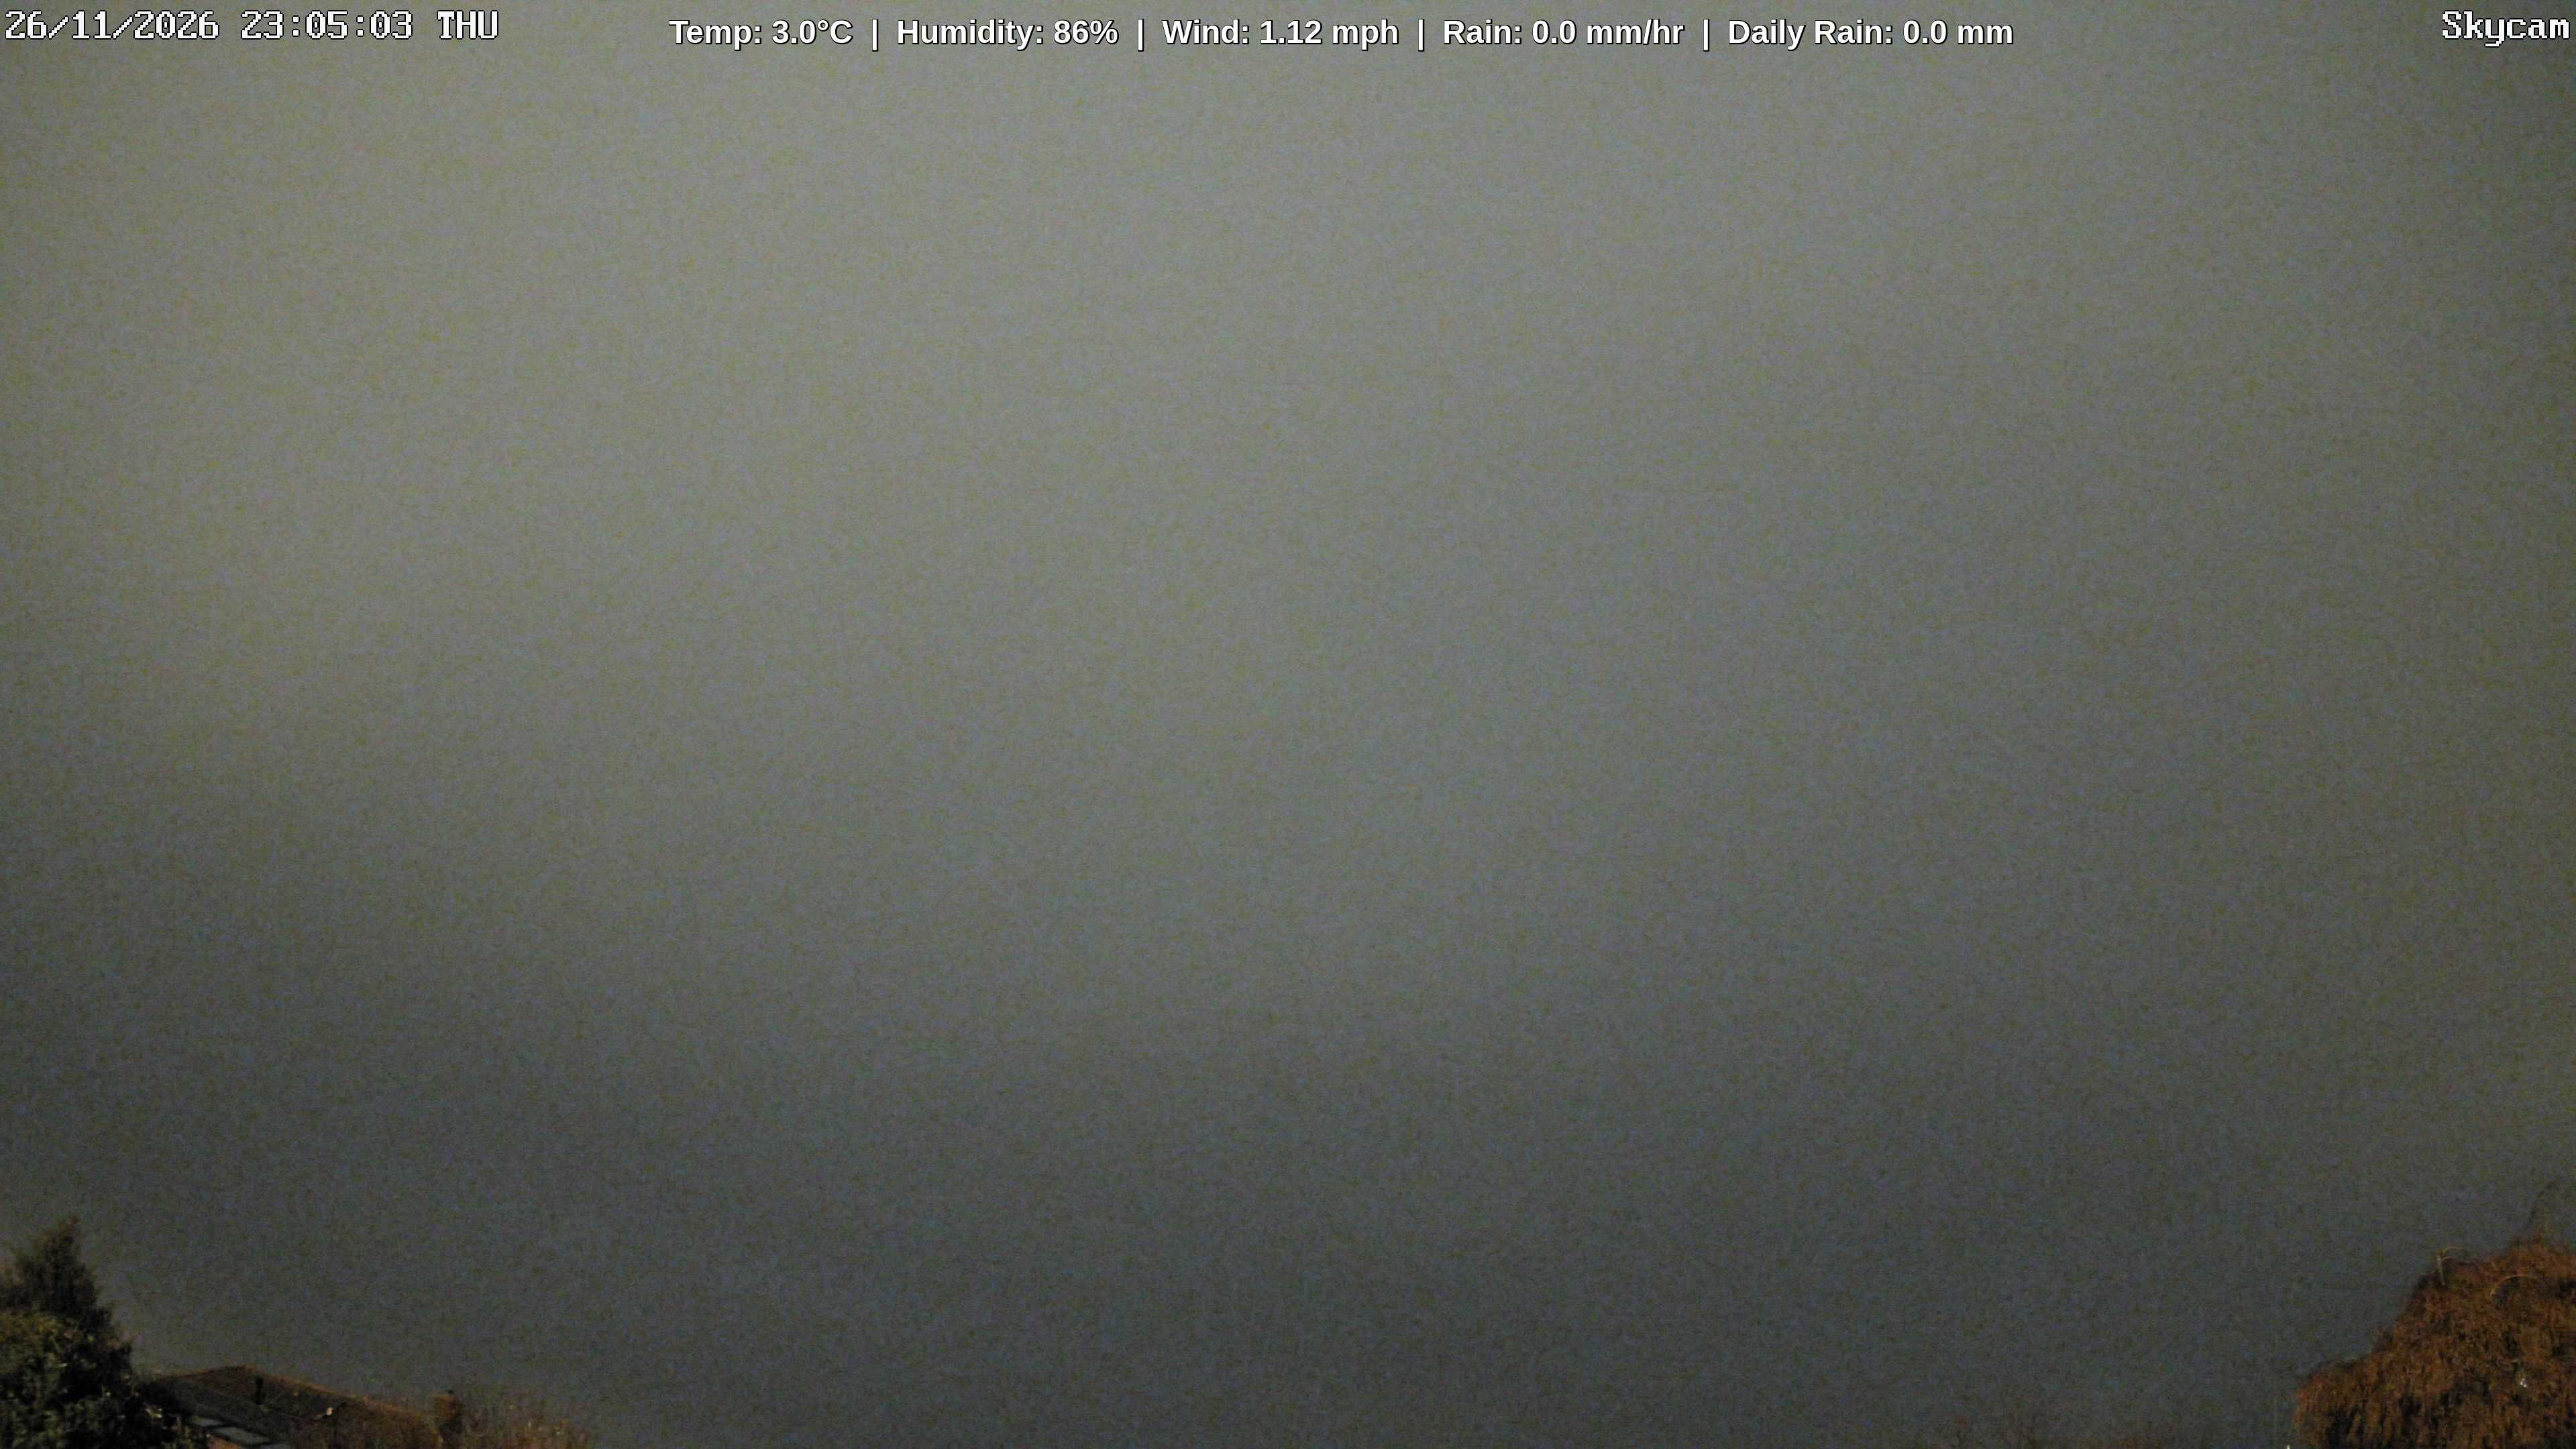 26/11/2026 23:05:03 THU
Temp: 3.0°C | Humidity: 86% | Wind: 1.12 mph | Rain: 0.0 mm/hr | Daily Rain: 0.0 mm
Skycam